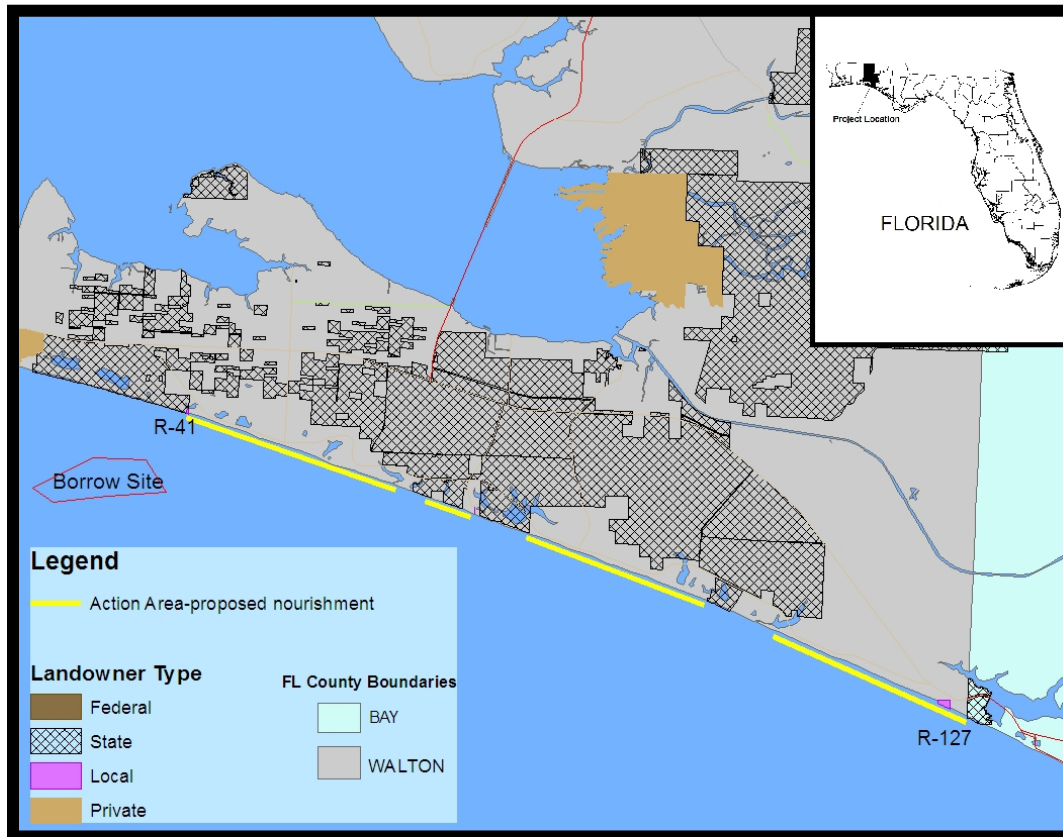 Project Location
FLORIDA
R-41
Borrow Site
R-127
Legend
Action Area-proposed nourishment
Landowner Type
Federal
State
Local
Private
FL County Boundaries
BAY
WALTON